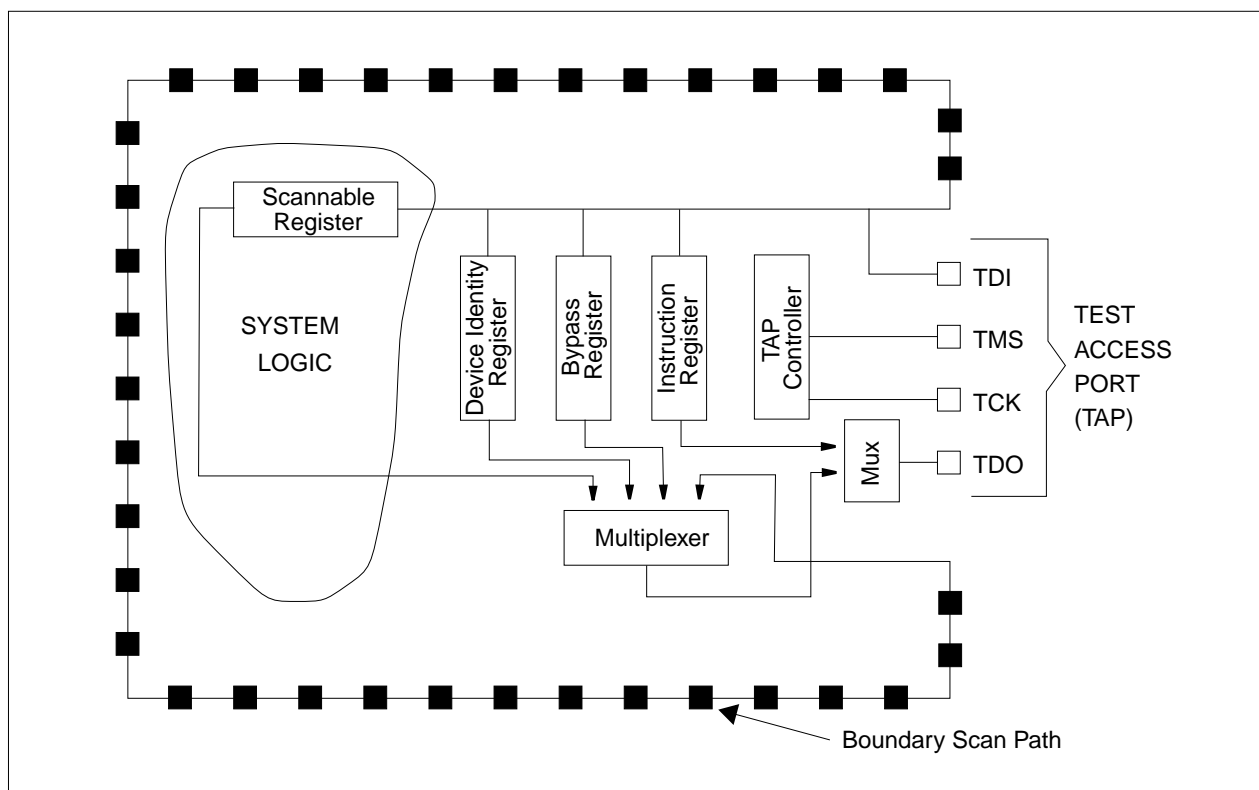 Scannable
Register
SYSTEM
LOGIC
Device Identity
Register
Bypass
Register
Instruction
Register
TAP
Controller
TDI
TMS
TCK
TDO
TEST
ACCESS
PORT
(TAP)
Mux
Multiplexer
Boundary Scan Path